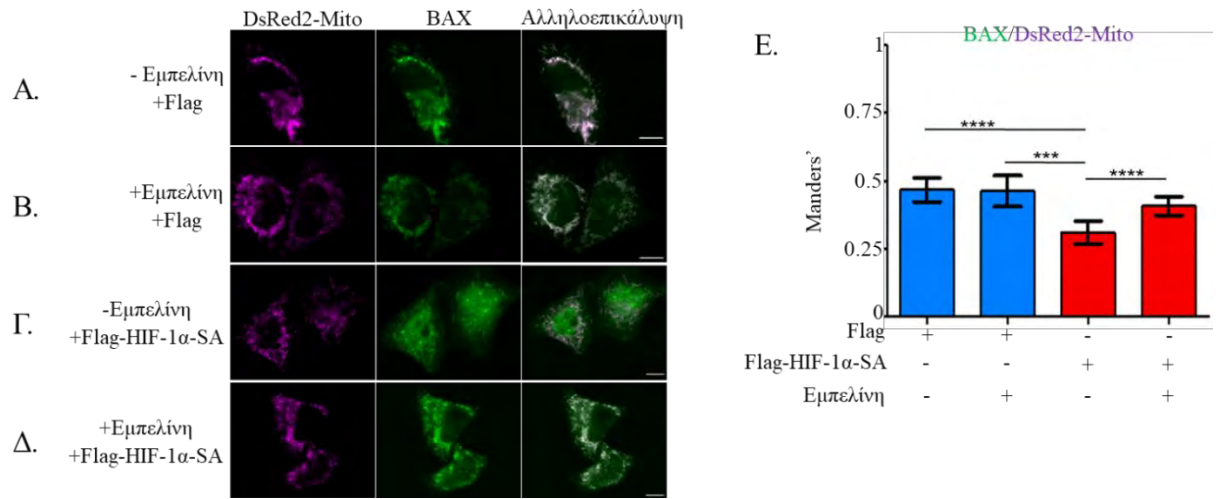 DsRed2-Mito BAX Αλληλοεπικάλυψη
Α.
- Εμπελίνη
+Flag
Β.
+Εμπελίνη
+Flag
Γ.
-Εμπελίνη
+Flag-HIF-1α-SA
Δ.
+Εμπελίνη
+Flag-HIF-1α-SA
Ε.
BAX/DsRed2-Mito
Manders'
1
0.75
0.5
0.25
0
****
***
****
Flag + + - -
Flag-HIF-1α-SA - - + +
Εμπελίνη - + - +